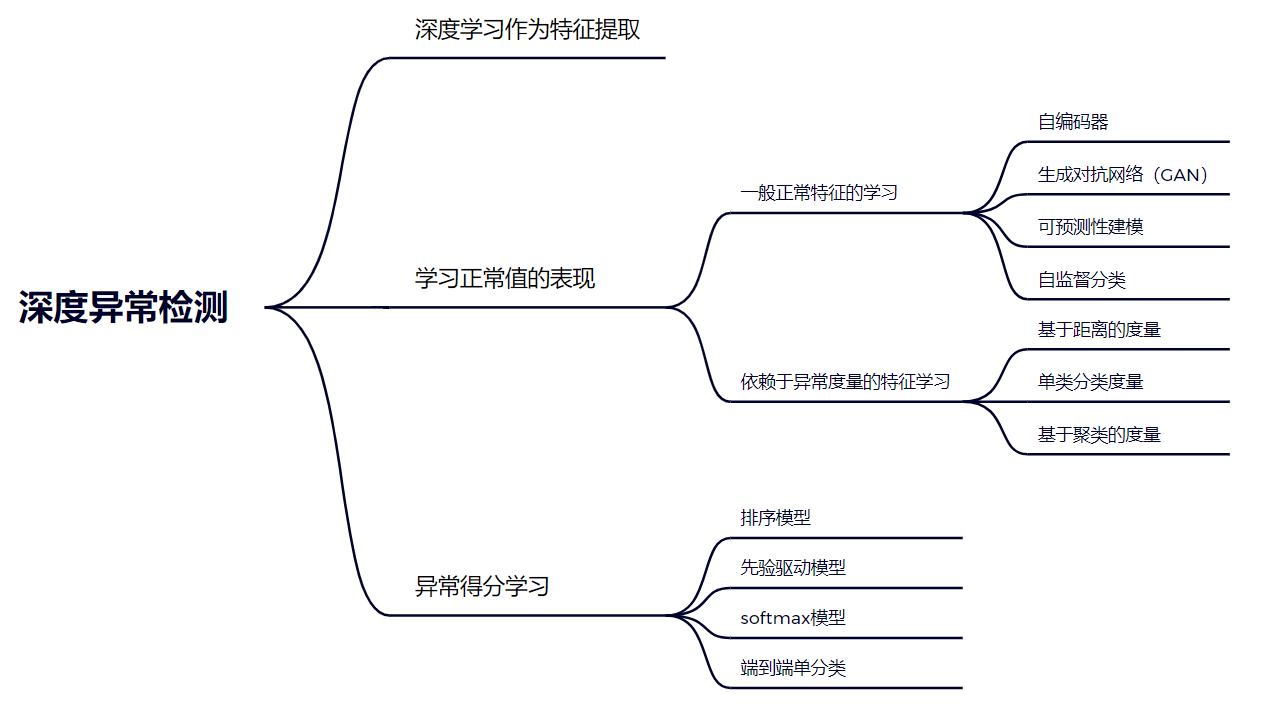 深度异常检测
深度学习作为特征提取
学习正常值的表现
一般正常特征的学习
自编码器
生成对抗网络（GAN）
可预测性建模
自监督分类
依赖于异常度量的特征学习
基于距离的度量
单类分类度量
基于聚类的度量
异常得分学习
排序模型
先验驱动模型
softmax模型
端到端单分类